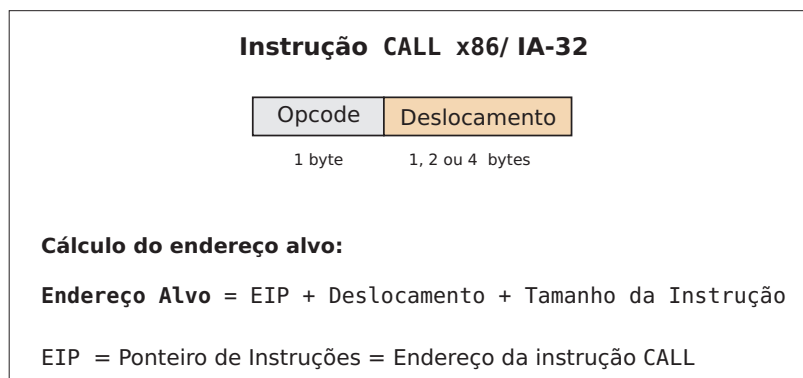 Instrução CALL x86/ IA-32
Opcode Deslocamento
1 byte 1, 2 ou 4 bytes
Cálculo do endereço alvo:
Endereço Alvo = EIP + Deslocamento + Tamanho da Instrução
EIP = Ponteiro de Instruções = Endereço da instrução CALL